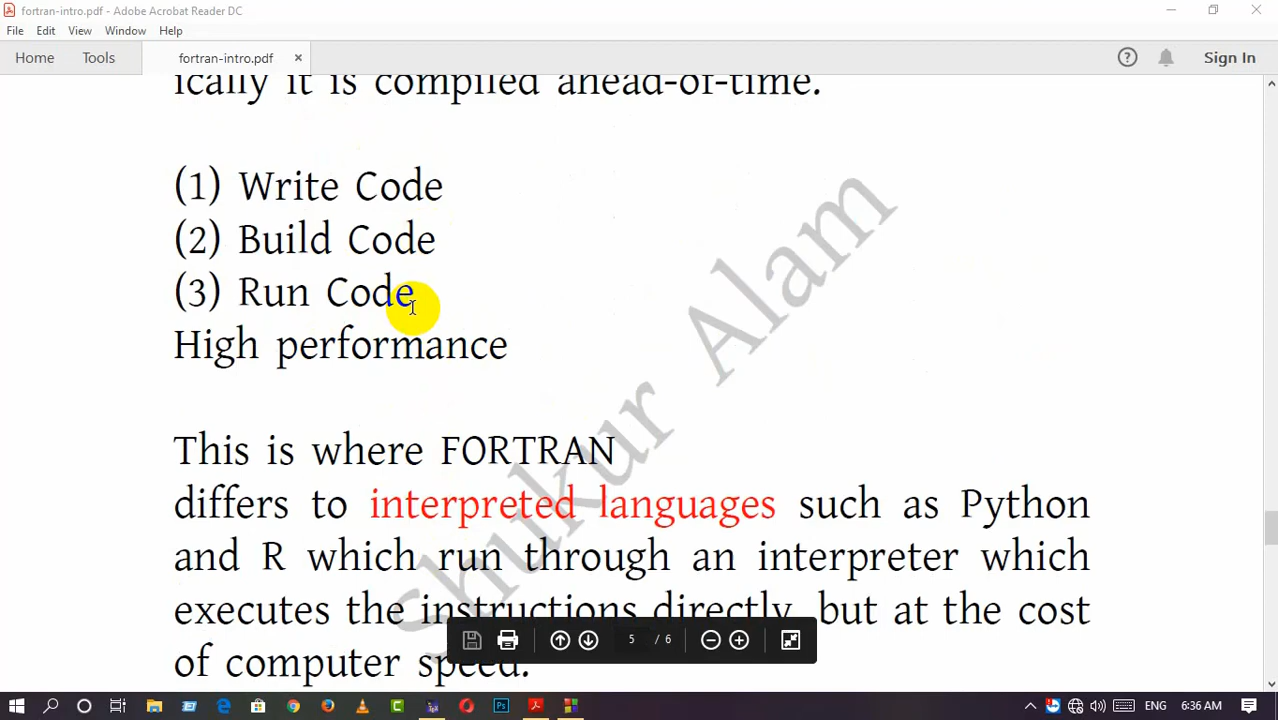 fortran-intro.pdf - Adobe Acrobat Reader DC
File Edit View Window Help
Home Tools fortran-intro.pdf × Sign In
ically it is compiled ahead-of-time.
(1) Write Code
(2) Build Code
(3) Run Code
High performance
This is where FORTRAN
differs to interpreted languages such as Python
and R which run through an interpreter which
executes the instructions directly, but at the cost
of computer speed.
Shukur Alam
5 / 6
ENG 6:36 AM